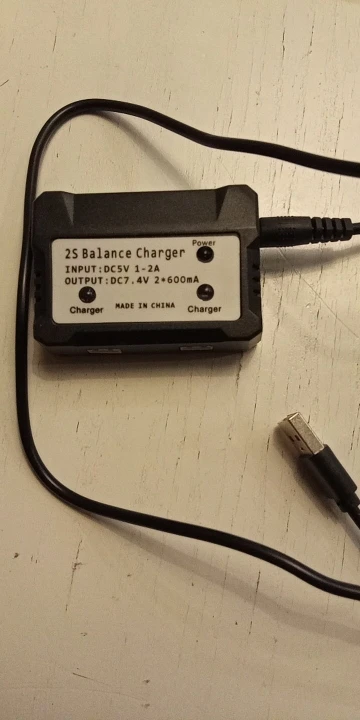 Power
2S Balance Charger
INPUT:DC5V 1-2A
OUTPUT:DC7.4V 2*600mA
MADE IN CHINA
Charger
Charger